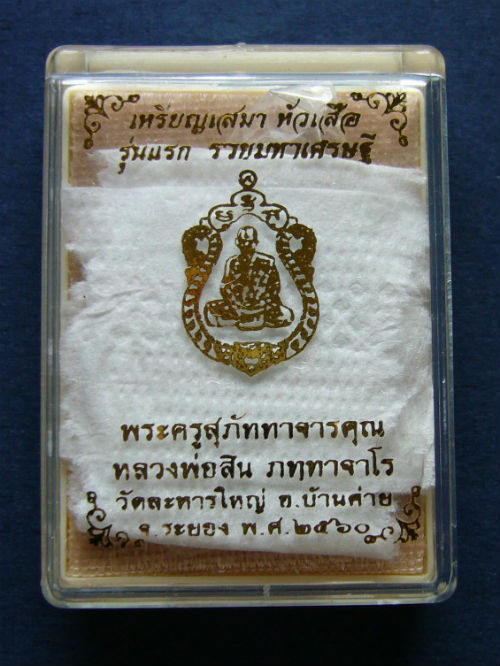 เหรียญเสมา หัวเสือ
รุ่นแรก รวยมหาเศรษฐี
พระครูสุภัททาจารคุณ
หลวงพ่อสิน ภทฺทาจาโร
วัดละหารใหญ่ อ.บ้านค่าย
จ.ระยอง พ.ศ.๒๕๖๐